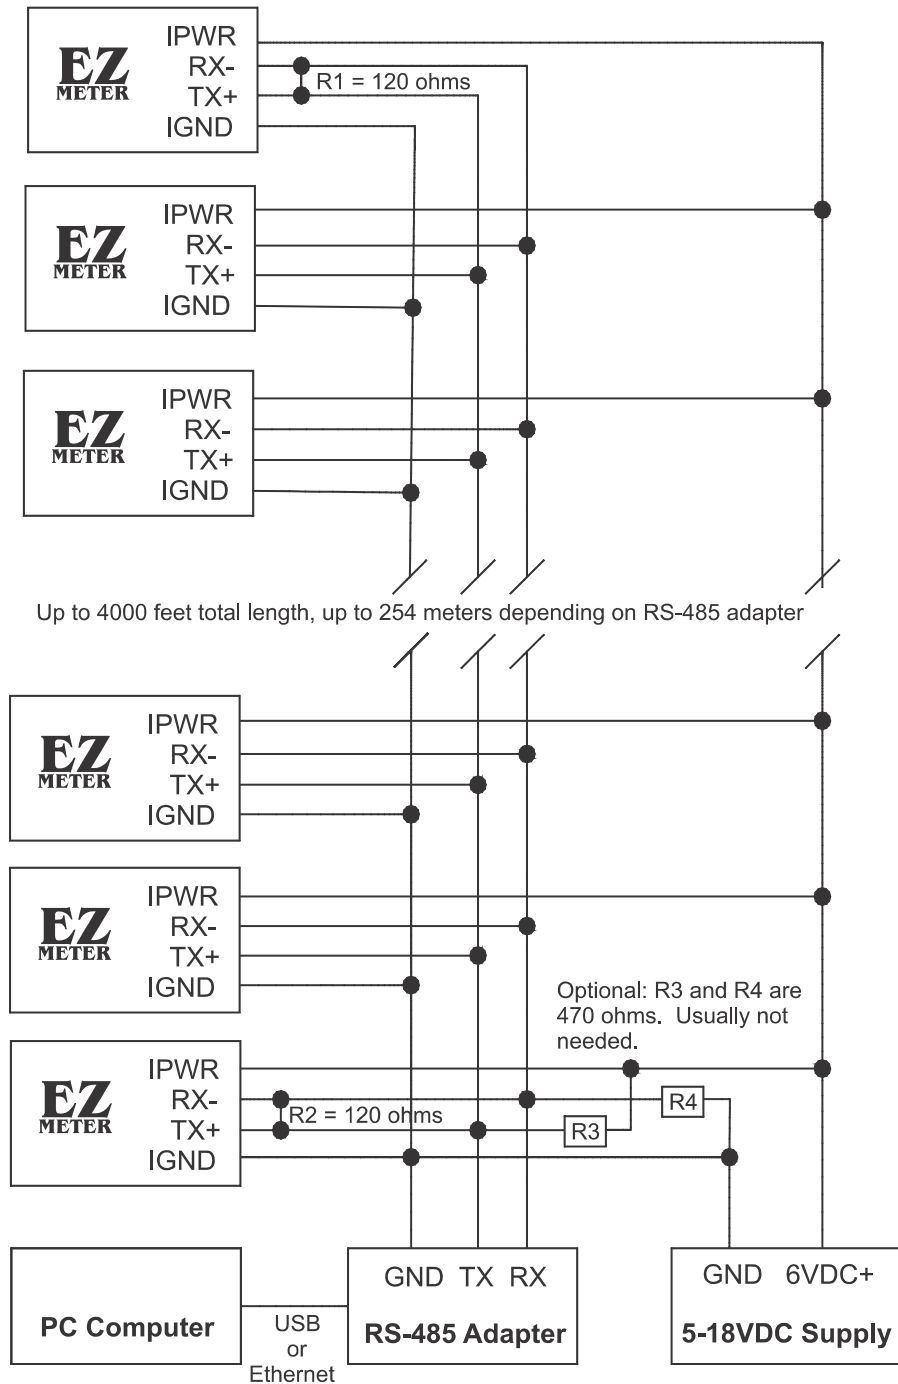 EZ
METER
IPWR
RX-
TX+
IGND
R1 = 120 ohms
EZ
METER
IPWR
RX-
TX+
IGND
EZ
METER
IPWR
RX-
TX+
IGND
Up to 4000 feet total length, up to 254 meters depending on RS-485 adapter
EZ
METER
IPWR
RX-
TX+
IGND
EZ
METER
IPWR
RX-
TX+
IGND
Optional: R3 and R4 are
470 ohms. Usually not
needed.
EZ
METER
IPWR
RX-
TX+
IGND
R2 = 120 ohms
R4
R3
PC Computer
USB
or
Ethernet
GND TX RX
RS-485 Adapter
GND 6VDC+
5-18VDC Supply